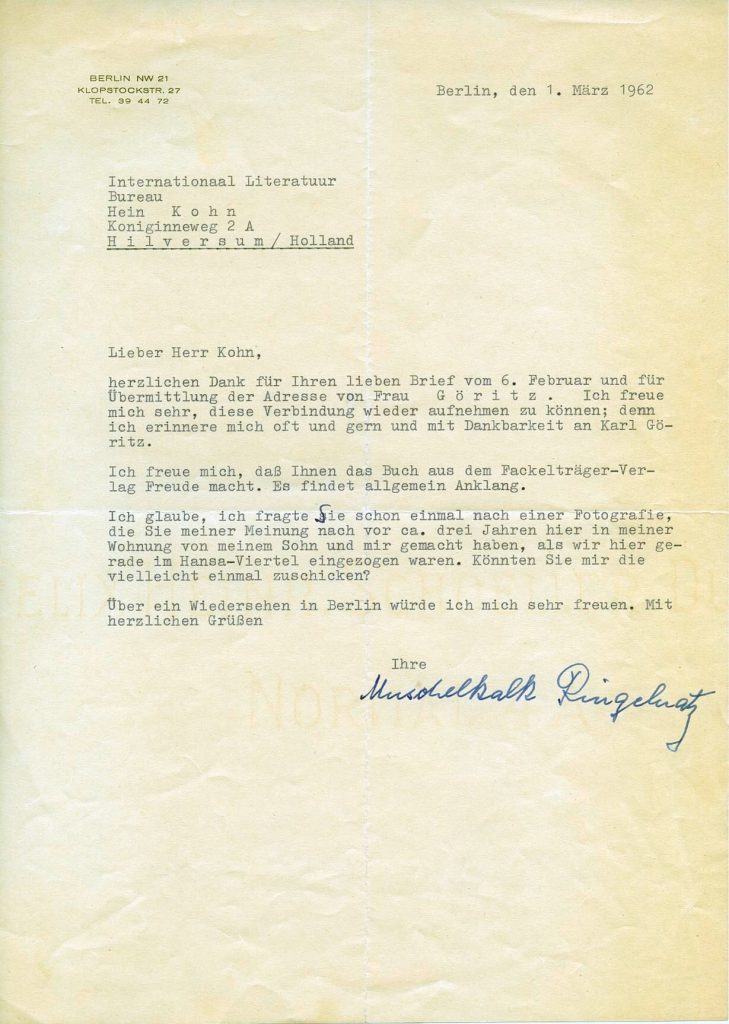 BERLIN NW 21
KLOPSTOCKSTR. 27
TEL. 39 44 72
Berlin, den 1. März 1962
Internationaal Literatuur
Bureau
Hein K o h n
Koniginneweg 2 A
H i l v e r s u m / Holland
Lieber Herr Kohn,
herzlichen Dank für Ihren lieben Brief vom 6. Februar und für
Übermittlung der Adresse von Frau G ö r i t z . Ich freue
mich sehr, diese Verbindung wieder aufnehmen zu können; denn
ich erinnere mich oft und gern und mit Dankbarkeit an Karl Gö-
ritz.
Ich freue mich, daß Ihnen das Buch aus dem Fackelträger-Ver-
lag Freude macht. Es findet allgemein Anklang.
Ich glaube, ich fragte Sie schon einmal nach einer Fotografie,
die Sie meiner Meinung nach vor ca. drei Jahren hier in meiner
Wohnung von meinem Sohn und mir gemacht haben, als wir hier ge-
rade im Hansa-Viertel eingezogen waren. Könnten Sie mir die
vielleicht einmal zuschicken?
Über ein Wiedersehen in Berlin würde ich mich sehr freuen. Mit
herzlichen Grüßen
Ihre
Muschelkalk Ringelnatz